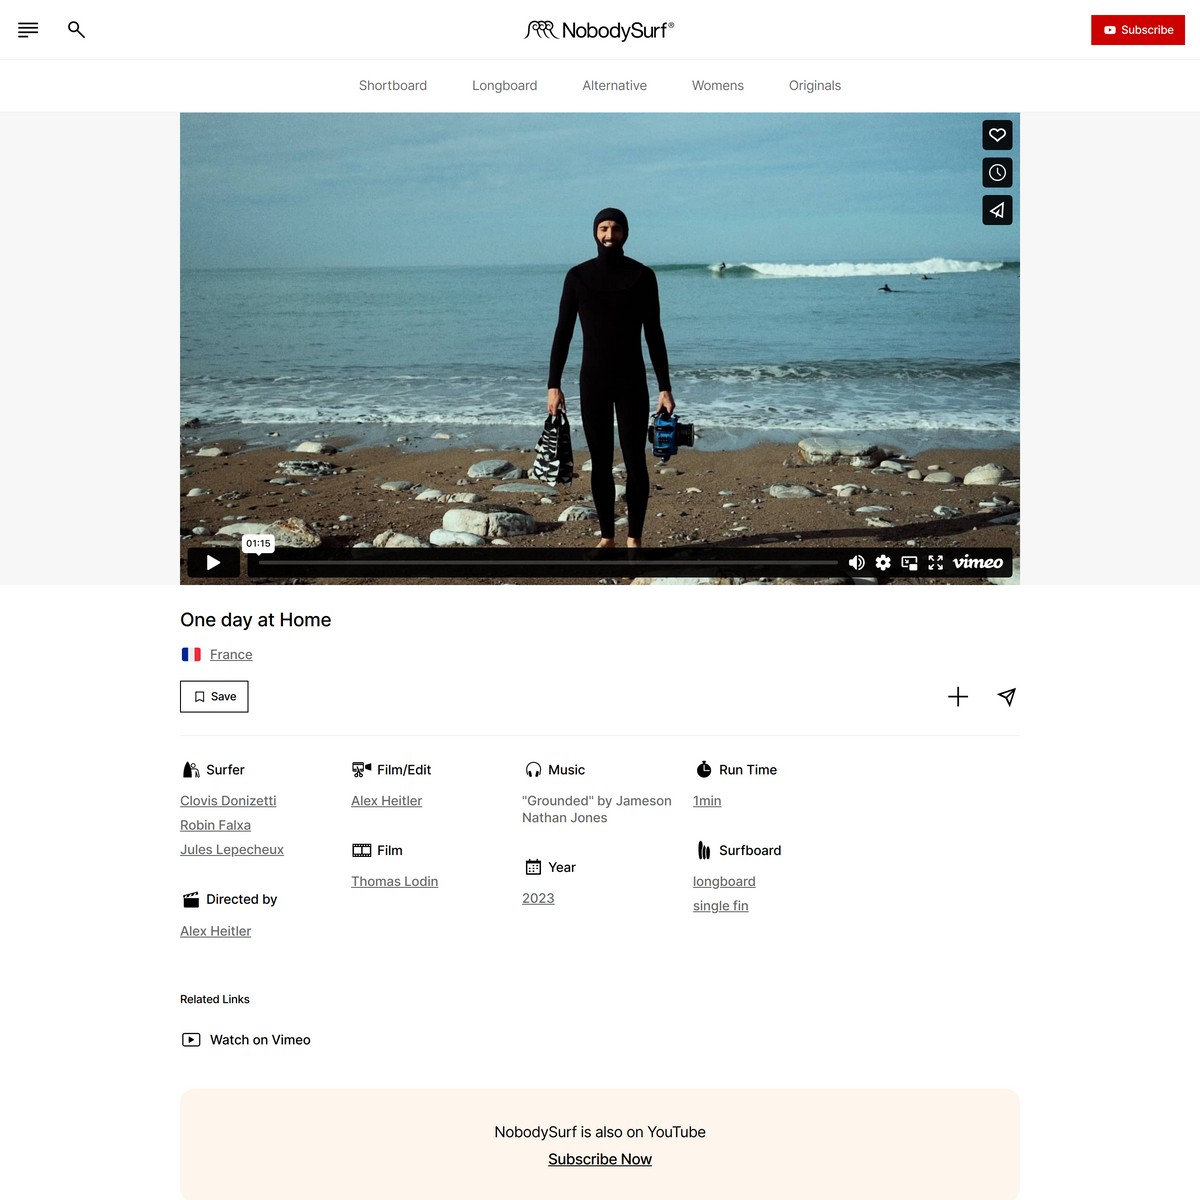 NobodySurf®
Subscribe
Shortboard
Longboard
Alternative
Womens
Originals
01:15
vimeo
One day at Home
France
Save
Surfer
Clovis Donizetti
Robin Falxa
Jules Lepecheux
Directed by
Alex Heitler
Film/Edit
Alex Heitler
Film
Thomas Lodin
Music
"Grounded" by Jameson
Nathan Jones
Year
2023
Run Time
1min
Surfboard
longboard
single fin
Related Links
Watch on Vimeo
NobodySurf is also on YouTube
Subscribe Now